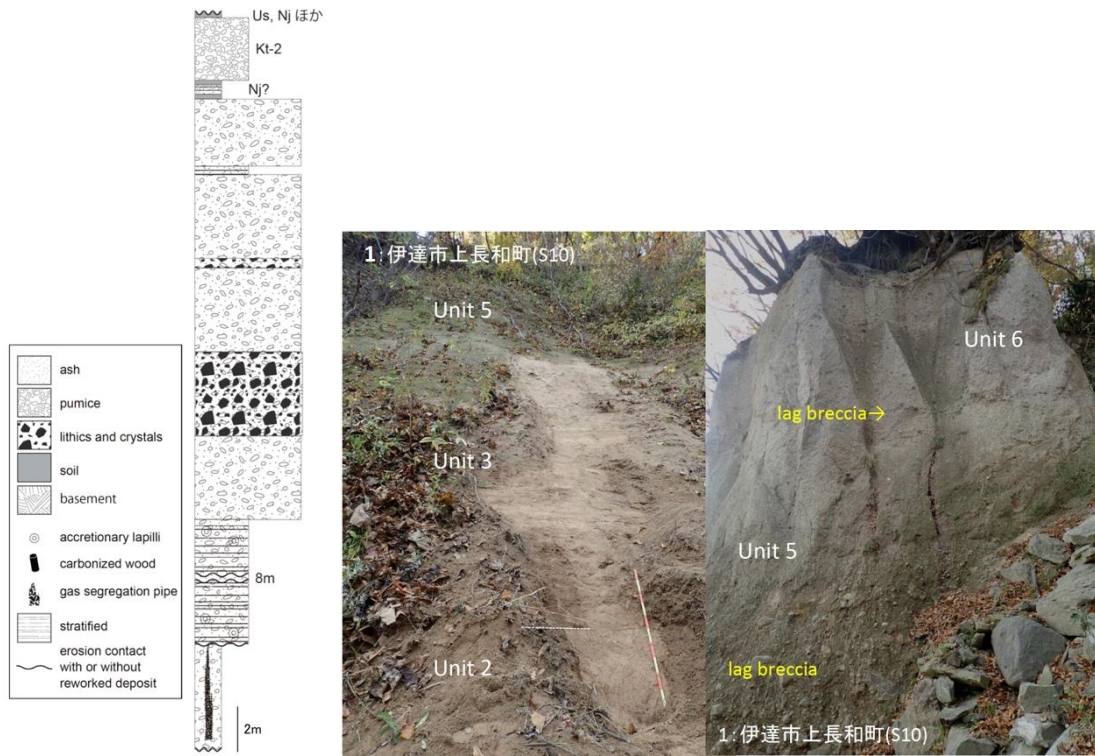 Us, Nj ほか
Kt-2
Nj?
8m
2m
ash
pumice
lithics and crystals
soil
basement
accretionary lapilli
carbonized wood
gas segregation pipe
stratified
erosion contact
with or without
reworked deposit
1:伊達市上長和町(S10)
Unit 5
Unit 3
Unit 2
Unit 6
lag breccia→
Unit 5
lag breccia
1:伊達市上長和町(S10)